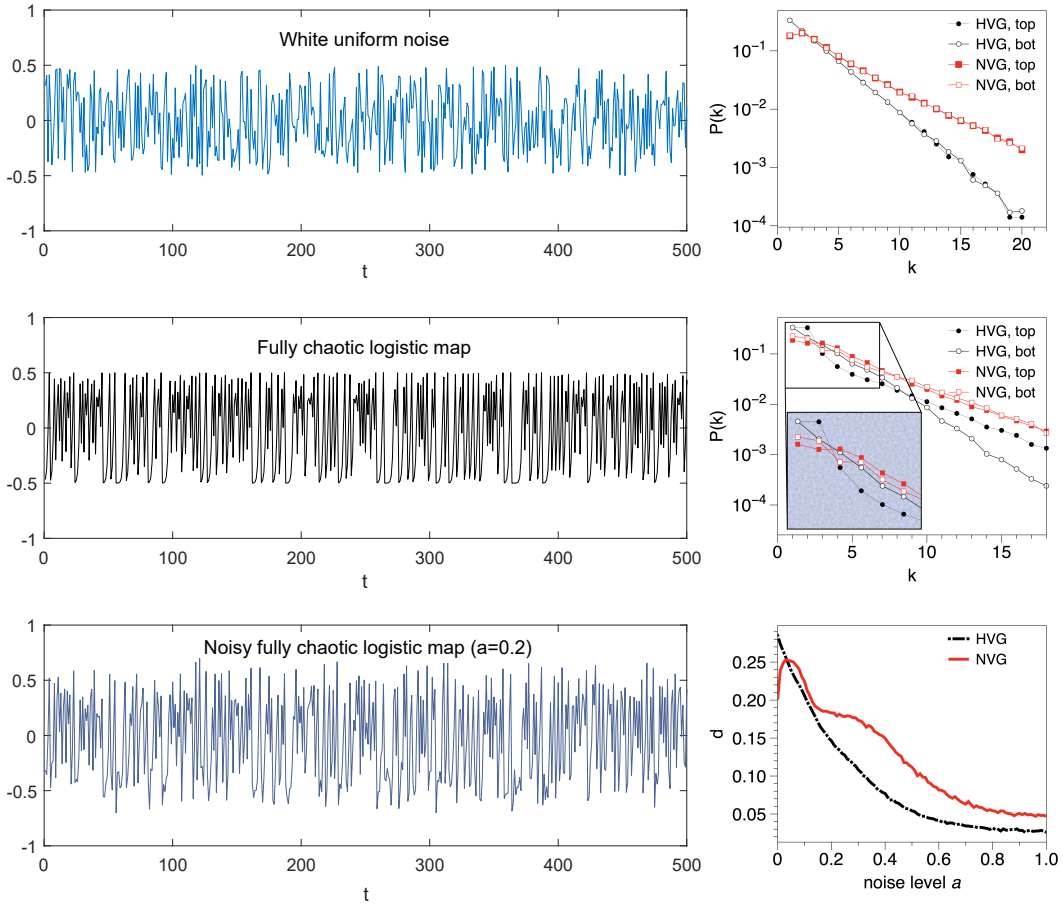 White uniform noise
1
0.5
0
-0.5
-1
0 100 200 300 400 500
t
HVG, top
HVG, bot
NVG, top
NVG, bot
P(k)
10⁻¹
10⁻²
10⁻³
10⁻⁴
0 5 10 15 20
k
Fully chaotic logistic map
1
0.5
0
-0.5
-1
0 100 200 300 400 500
t
HVG, top
HVG, bot
NVG, top
NVG, bot
P(k)
10⁻¹
10⁻²
10⁻³
10⁻⁴
0 5 10 15
k
Noisy fully chaotic logistic map (a=0.2)
1
0.5
0
-0.5
-1
0 100 200 300 400 500
t
HVG
NVG
d
0.25
0.20
0.15
0.10
0.05
0 0.2 0.4 0.6 0.8 1.0
noise level a